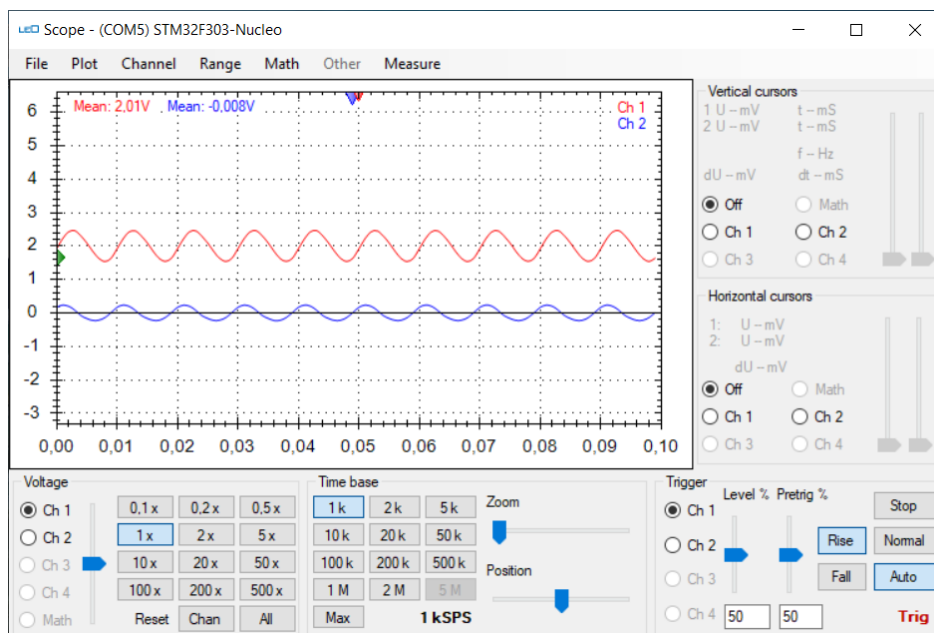 LEO Scope - (COM5) STM32F303-Nucleo
File Plot Channel Range Math Other Measure
Mean: 2,01V . Mean: -0,008V
Ch 1
Ch 2
6
5
4
3
2
1
0
-1
-2
-3
0,00 0,01 0,02 0,03 0,04 0,05 0,06 0,07 0,08 0,09 0,10
Vertical cursors
1 U – mV t – mS
2 U – mV t – mS
f – Hz
dU – mV dt – mS
Off Math
Ch 1 Ch 2
Ch 3 Ch 4
Horizontal cursors
1: U – mV
2: U – mV
dU – mV
Off Math
Ch 1 Ch 2
Ch 3 Ch 4
Voltage
Ch 1
Ch 2
Ch 3
Ch 4
Math
0,1 x 0,2 x 0,5 x
1 x 2 x 5 x
10 x 20 x 50 x
100 x 200 x 500 x
Reset Chan All
Time base
1 k 2 k 5 k
10 k 20 k 50 k
100 k 200 k 500 k
1 M 2 M 5 M
Max 1 kSPS
Zoom
Position
Trigger
Level % Pretrig %
Ch 1
Ch 2
Ch 3
Ch 4
50 50
Stop
Rise Normal
Fall Auto
Trig